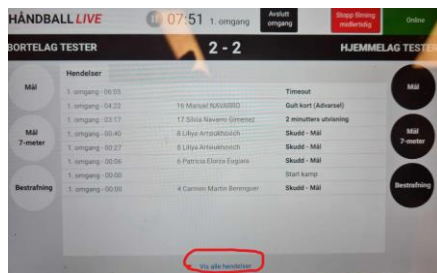 HÅNDBALL LIVE
07:51 1. omgang
Avslutt omgang
Stopp filming midlertidig
Online
BORTELAG TESTER
2 - 2
HJEMMELAG TESTER
Hendelser
1. omgang - 06:03 Timeout
1. omgang - 04:22 16 Manuel NAVARRO Gult kort (Advarsel)
1. omgang - 03:17 17 Silvia Navarro Gimenez 2 minutters utvisning
1. omgang - 00:40 8 Liliya Artsiukhovich Skudd - Mål
1. omgang - 00:27 8 Liliya Artsiukhovich Skudd - Mål
1. omgang - 00:06 6 Patricia Elorza Eugiara Skudd - Mål
1. omgang - 00:00 Start kamp
1. omgang - 00:00 4 Carmen Martin Berenguer Skudd - Mål
Mål
Mål 7-meter
Bestrafning
Mål
Mål 7-meter
Bestrafning
Vis alle hendelser